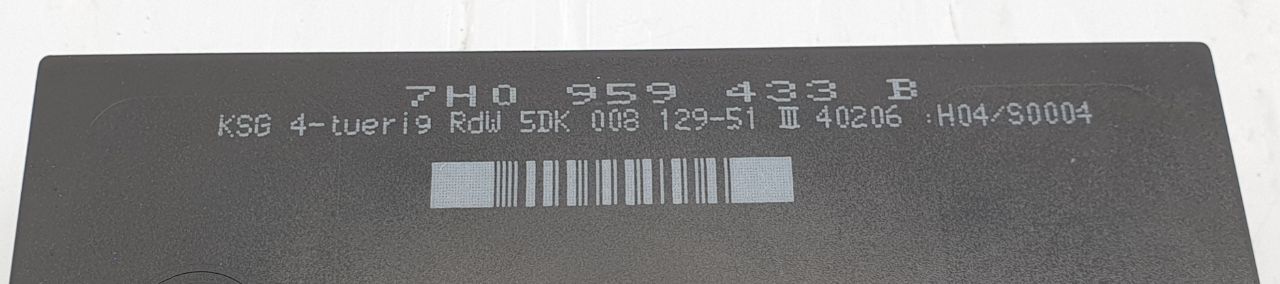 7H0 959 433 B
KSG 4-tuerig RdW 5DK 008 129-51 III 40206 :H04/S0004